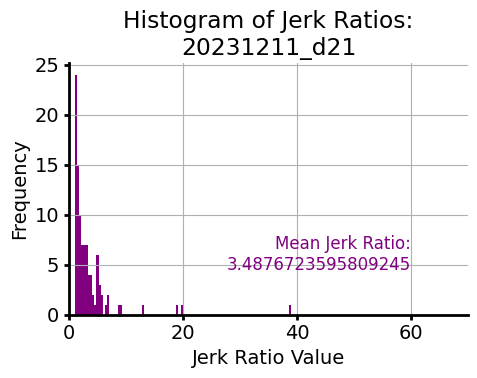 Histogram of Jerk Ratios:
20231211_d21
25
20
15
10
5
0
Frequency
Mean Jerk Ratio:
3.4876723595809245
0 20 40 60
Jerk Ratio Value